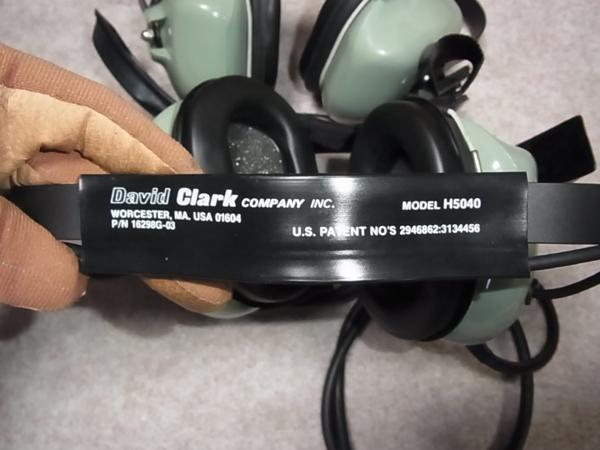 David Clark COMPANY INC.
WORCESTER, MA. USA 01604
P/N 16298G-03
MODEL H5040
U.S. PATENT NO'S 2946862:3134456